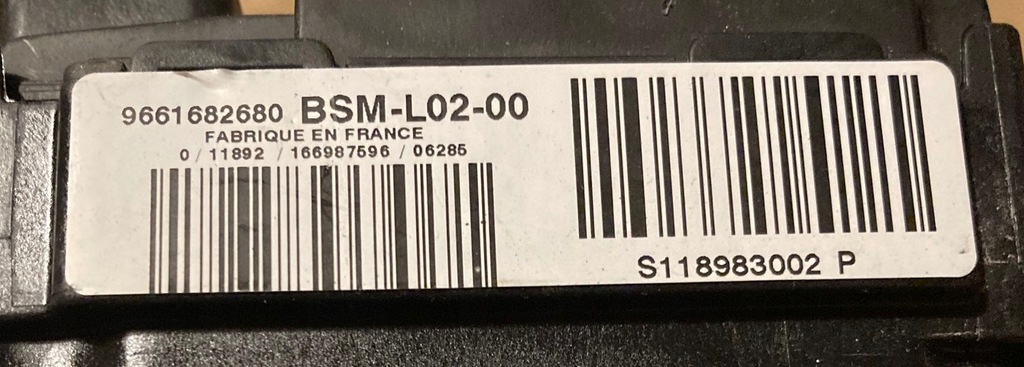 9661682680 BSM-L02-00
FABRIQUE EN FRANCE
0 / 11892 / 166987596 / 06285
S118983002 P